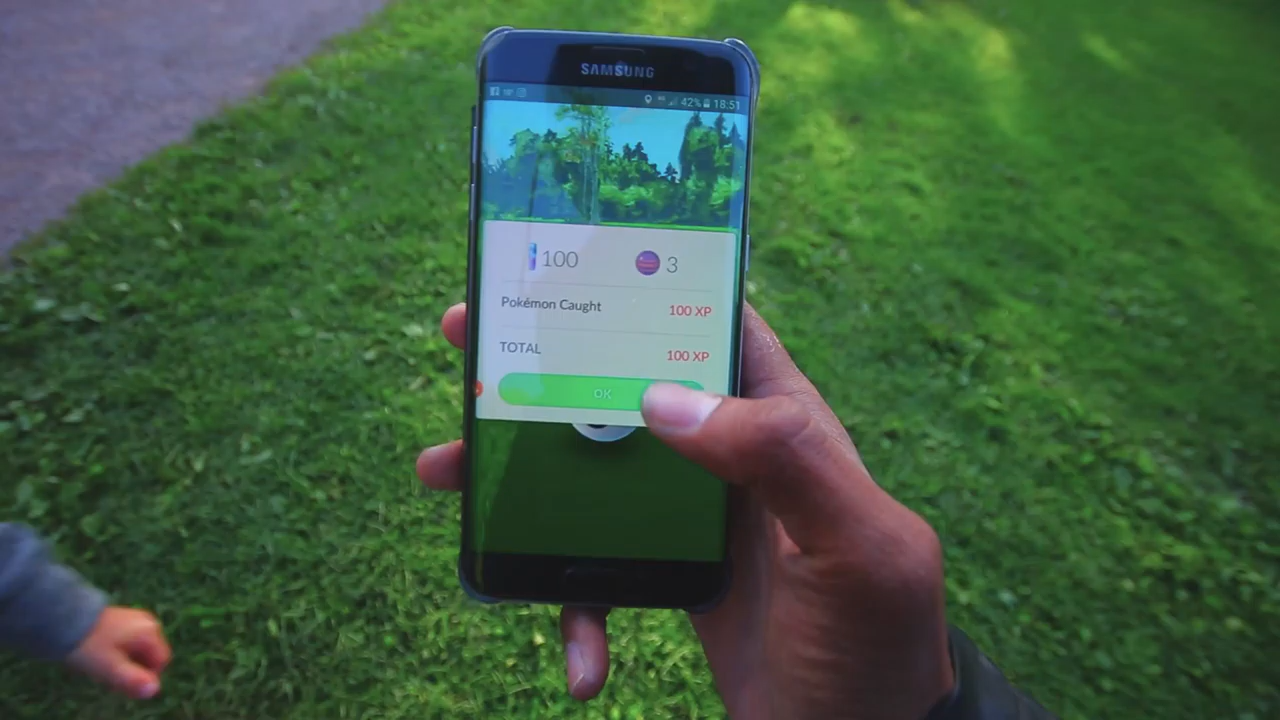 SAMSUNG
42% 18:51
100 3
Pokémon Caught 100 XP
TOTAL 100 XP
OK